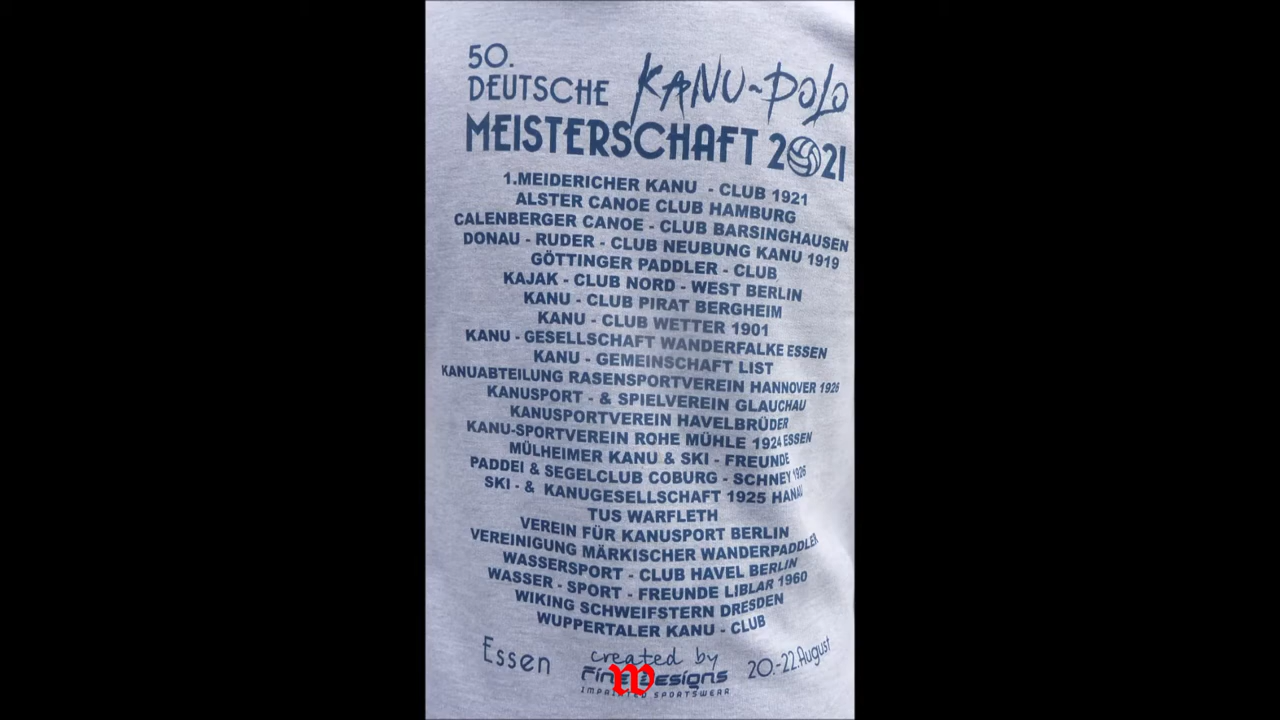 50.
DEUTSCHE KANU-POLO
MEISTERSCHAFT 2021
1.MEIDERICHER KANU - CLUB 1921
ALSTER CANOE CLUB HAMBURG
CALENBERGER CANOE - CLUB BARSINGHAUSEN
DONAU - RUDER - CLUB NEUBUNG KANU 1919
GÖTTINGER PADDLER - CLUB
KAJAK - CLUB NORD - WEST BERLIN
KANU - CLUB PIRAT BERGHEIM
KANU - CLUB WETTER 1901
KANU - GESELLSCHAFT WANDERFALKE ESSEN
KANU - GEMEINSCHAFT LIST
KANUABTEILUNG RASENSPORTVEREIN HANNOVER 1926
KANUSPORT - & SPIELVEREIN GLAUCHAU
KANUSPORTVEREIN HAVELBRÜDER
KANU-SPORTVEREIN ROHE MÜHLE 1924 ESSEN
MÜLHEIMER KANU & SKI - FREUNDE
PADDEI & SEGELCLUB COBURG - SCHNEY 1926
SKI - & KANUGESELLSCHAFT 1925 HANAU
TUS WARFLETH
VEREIN FÜR KANUSPORT BERLIN
VEREINIGUNG MÄRKISCHER WANDERPADDLER
WASSERSPORT - CLUB HAVEL BERLIN
WASSER - SPORT - FREUNDE LIBLAR 1960
WIKING SCHWEIFSTERN DRESDEN
WUPPERTALER KANU - CLUB
Essen created by 20.-22.August
Fine Designs
IMPRINTED SPORTSWEAR
W